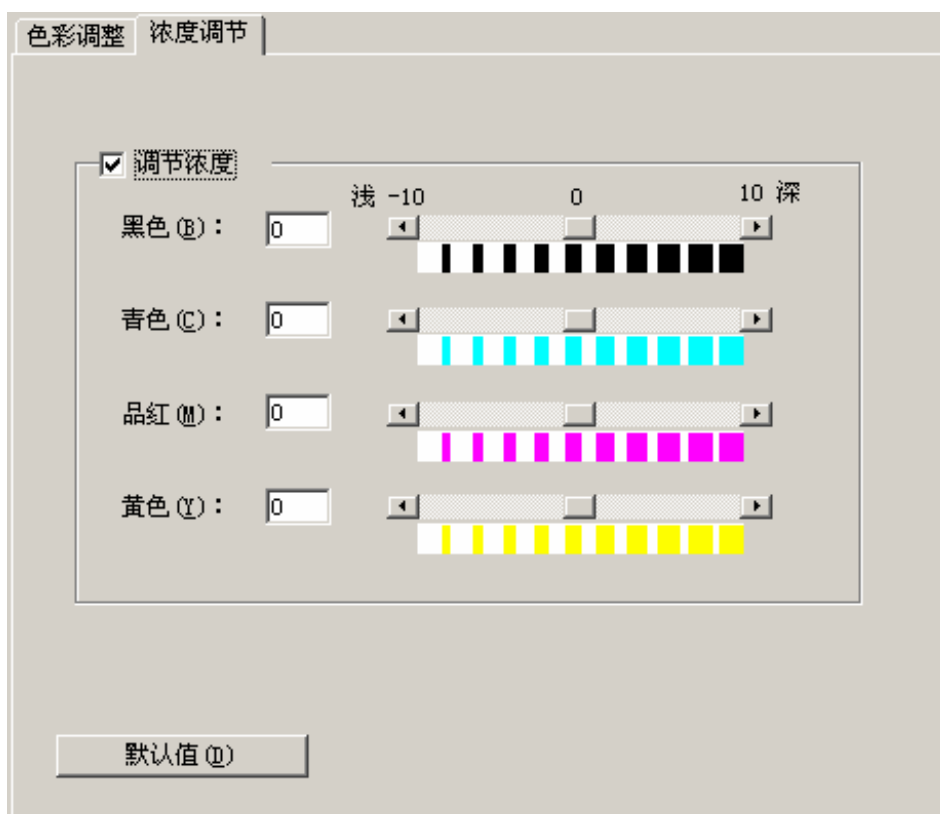 色彩调整 浓度调节
调节浓度
浅 -10 0 10 深
黑色(B)： 0
青色(C)： 0
品红(M)： 0
黄色(Y)： 0
默认值(D)